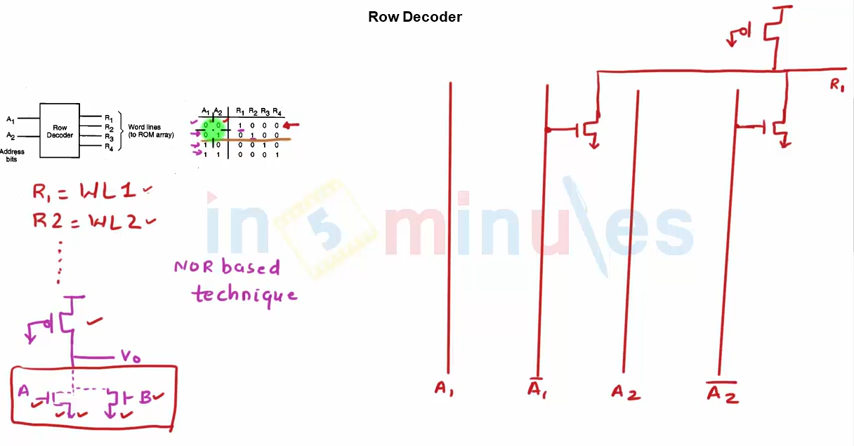 Row Decoder
A1
A2
Address
bits
Row
Decoder
R1
R2
R3
R4
Word lines
(to ROM array)
A1 A2 R1 R2 R3 R4
0 0 1 0 0 0
0 1 0 1 0 0
1 0 0 0 1 0
1 1 0 0 0 1
R1 = WL1
R2 = WL2
NOR based
technique
Vo
A
B
R1
A1
A̅1
A2
A̅2
in 5 minutes